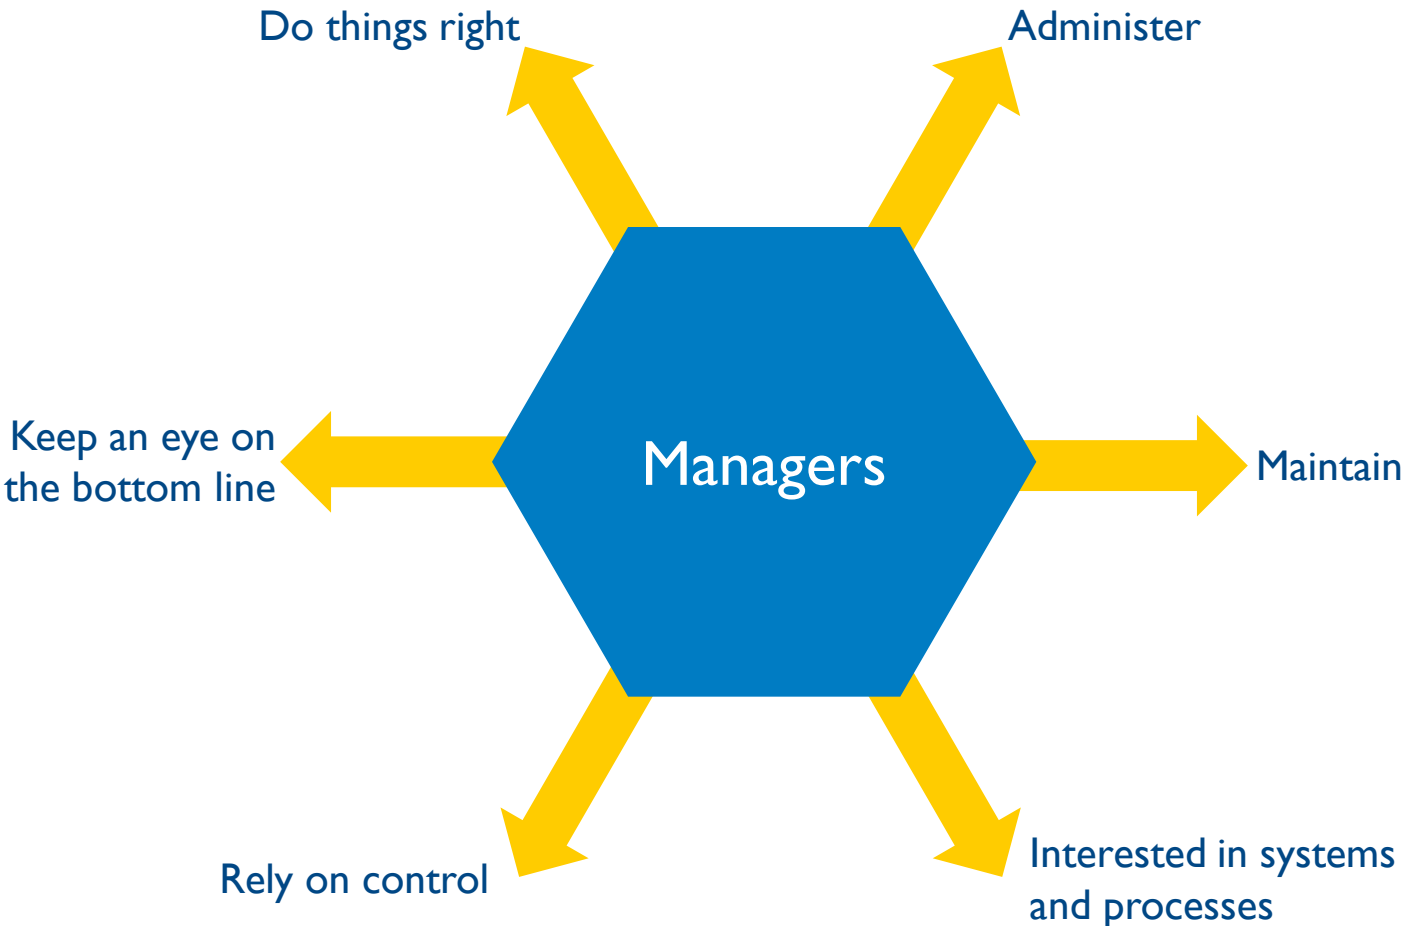 Do things right
Administer
Keep an eye on
the bottom line
Managers
Maintain
Rely on control
Interested in systems
and processes